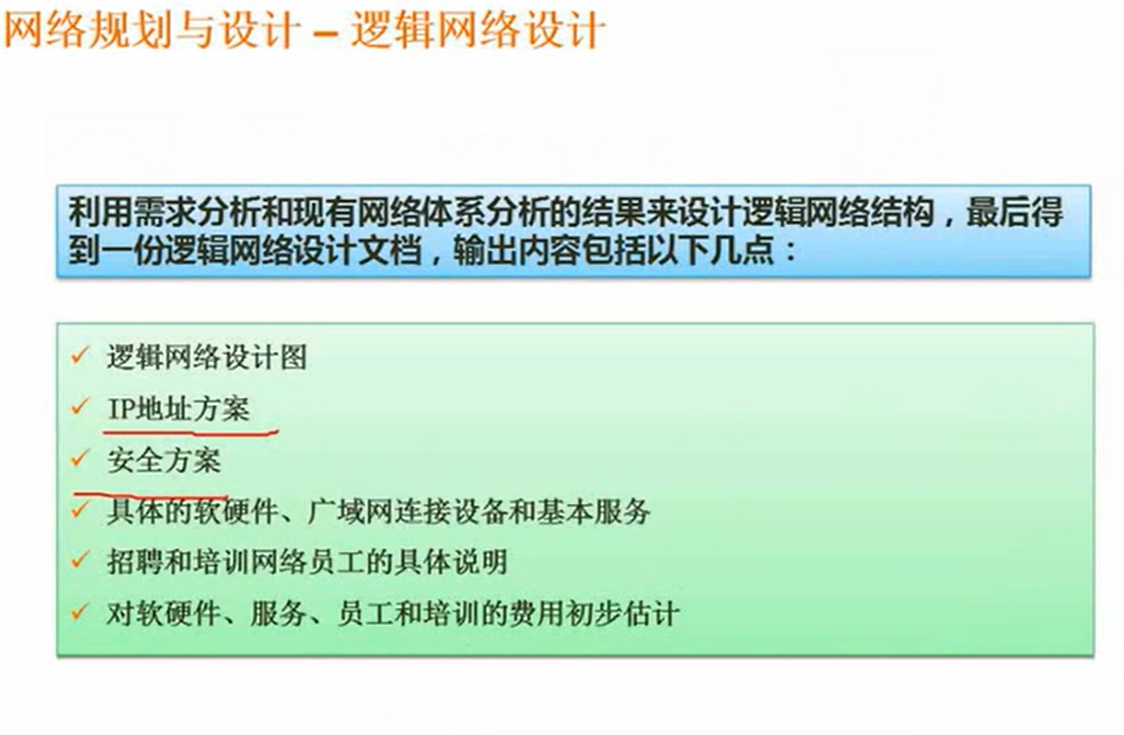 网络规划与设计 – 逻辑网络设计
利用需求分析和现有网络体系分析的结果来设计逻辑网络结构，最后得
到一份逻辑网络设计文档，输出内容包括以下几点：
✓ 逻辑网络设计图
✓ IP地址方案
✓ 安全方案
✓ 具体的软硬件、广域网连接设备和基本服务
✓ 招聘和培训网络员工的具体说明
✓ 对软硬件、服务、员工和培训的费用初步估计